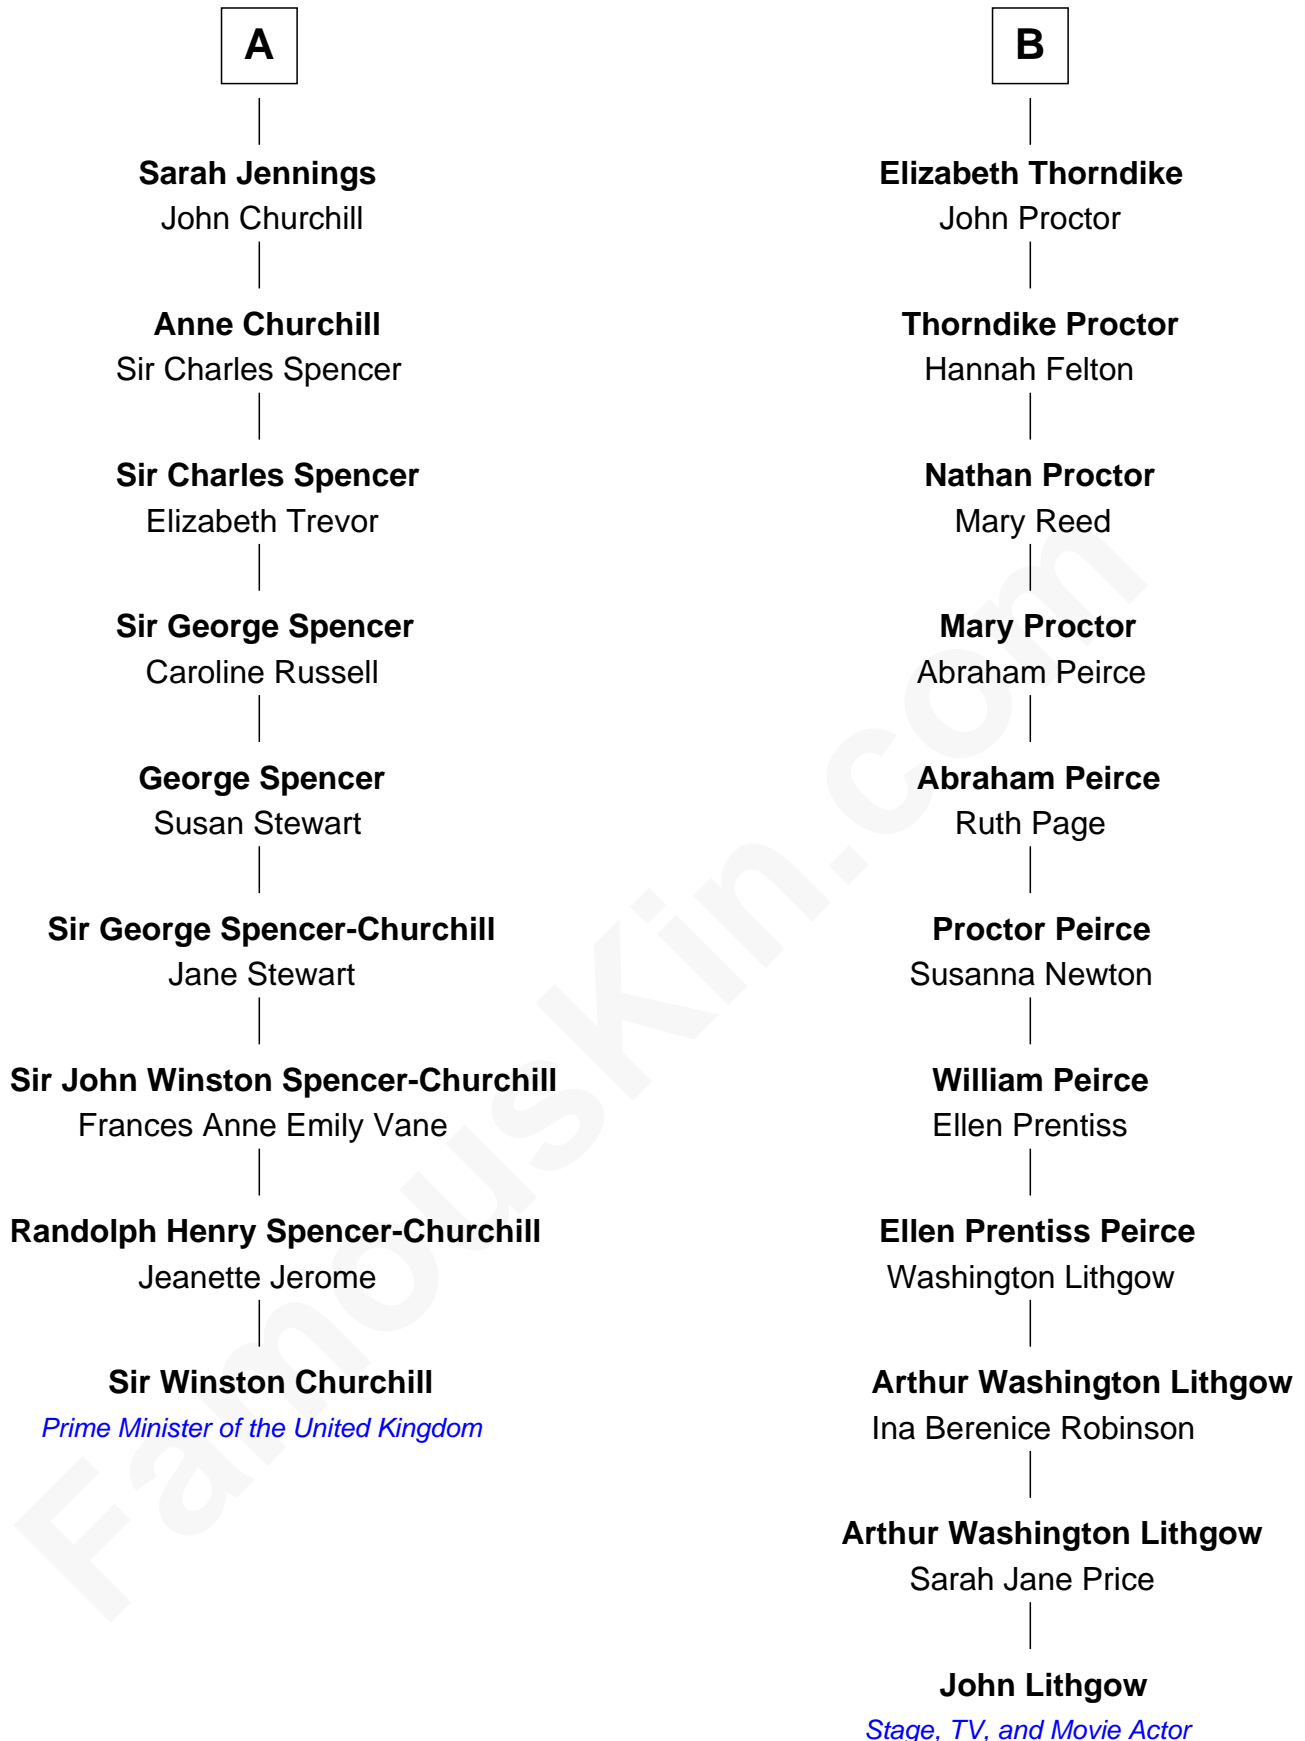 A
Sarah Jennings
John Churchill
Anne Churchill
Sir Charles Spencer
Sir Charles Spencer
Elizabeth Trevor
Sir George Spencer
Caroline Russell
George Spencer
Susan Stewart
Sir George Spencer-Churchill
Jane Stewart
Sir John Winston Spencer-Churchill
Frances Anne Emily Vane
Randolph Henry Spencer-Churchill
Jeanette Jerome
Sir Winston Churchill
Prime Minister of the United Kingdom
B
Elizabeth Thorndike
John Proctor
Thorndike Proctor
Hannah Felton
Nathan Proctor
Mary Reed
Mary Proctor
Abraham Peirce
Abraham Peirce
Ruth Page
Proctor Peirce
Susanna Newton
William Peirce
Ellen Prentiss
Ellen Prentiss Peirce
Washington Lithgow
Arthur Washington Lithgow
Ina Berenice Robinson
Arthur Washington Lithgow
Sarah Jane Price
John Lithgow
Stage, TV, and Movie Actor
FamousKin.com